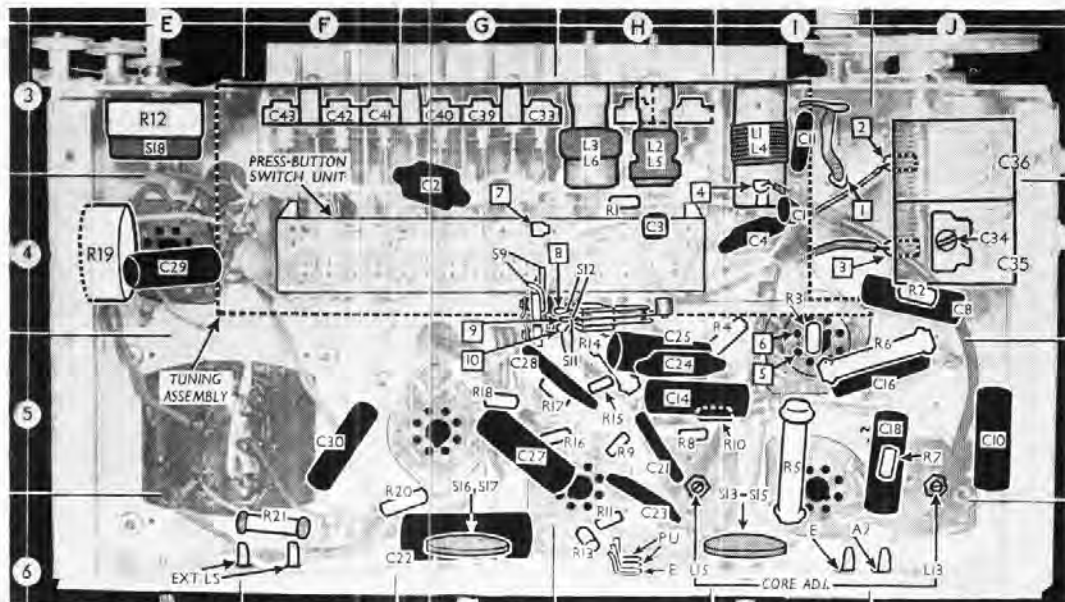 E F G H I J
3
R12
S18
C43 C42 C41 C40 C39 C33
L3
L6
L2
L5
L1
L4
C11
2
C36
PRESS-BUTTON
SWITCH UNIT
C2
7
R1
C3
4
C1
1
4
R19
C29
S9
8
S12
C4
3
C34
C35
R2
C8
9
10
S11
R14
C25
C24
R4
R3
6
5
R6
C16
TUNING
ASSEMBLY
5
C28
R18
R17
R15
C14
R10
C30
C27
R16
R9
C21
R8
R5
C18
R7
C10
R20
S16, S17
R11
C23
S13-S15
R21
C22
R13
PU
E
L15
E
A7
L13
6
EXT LS
CORE ADJ.